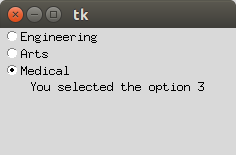 tk
Engineering
Arts
Medical
You selected the option 3